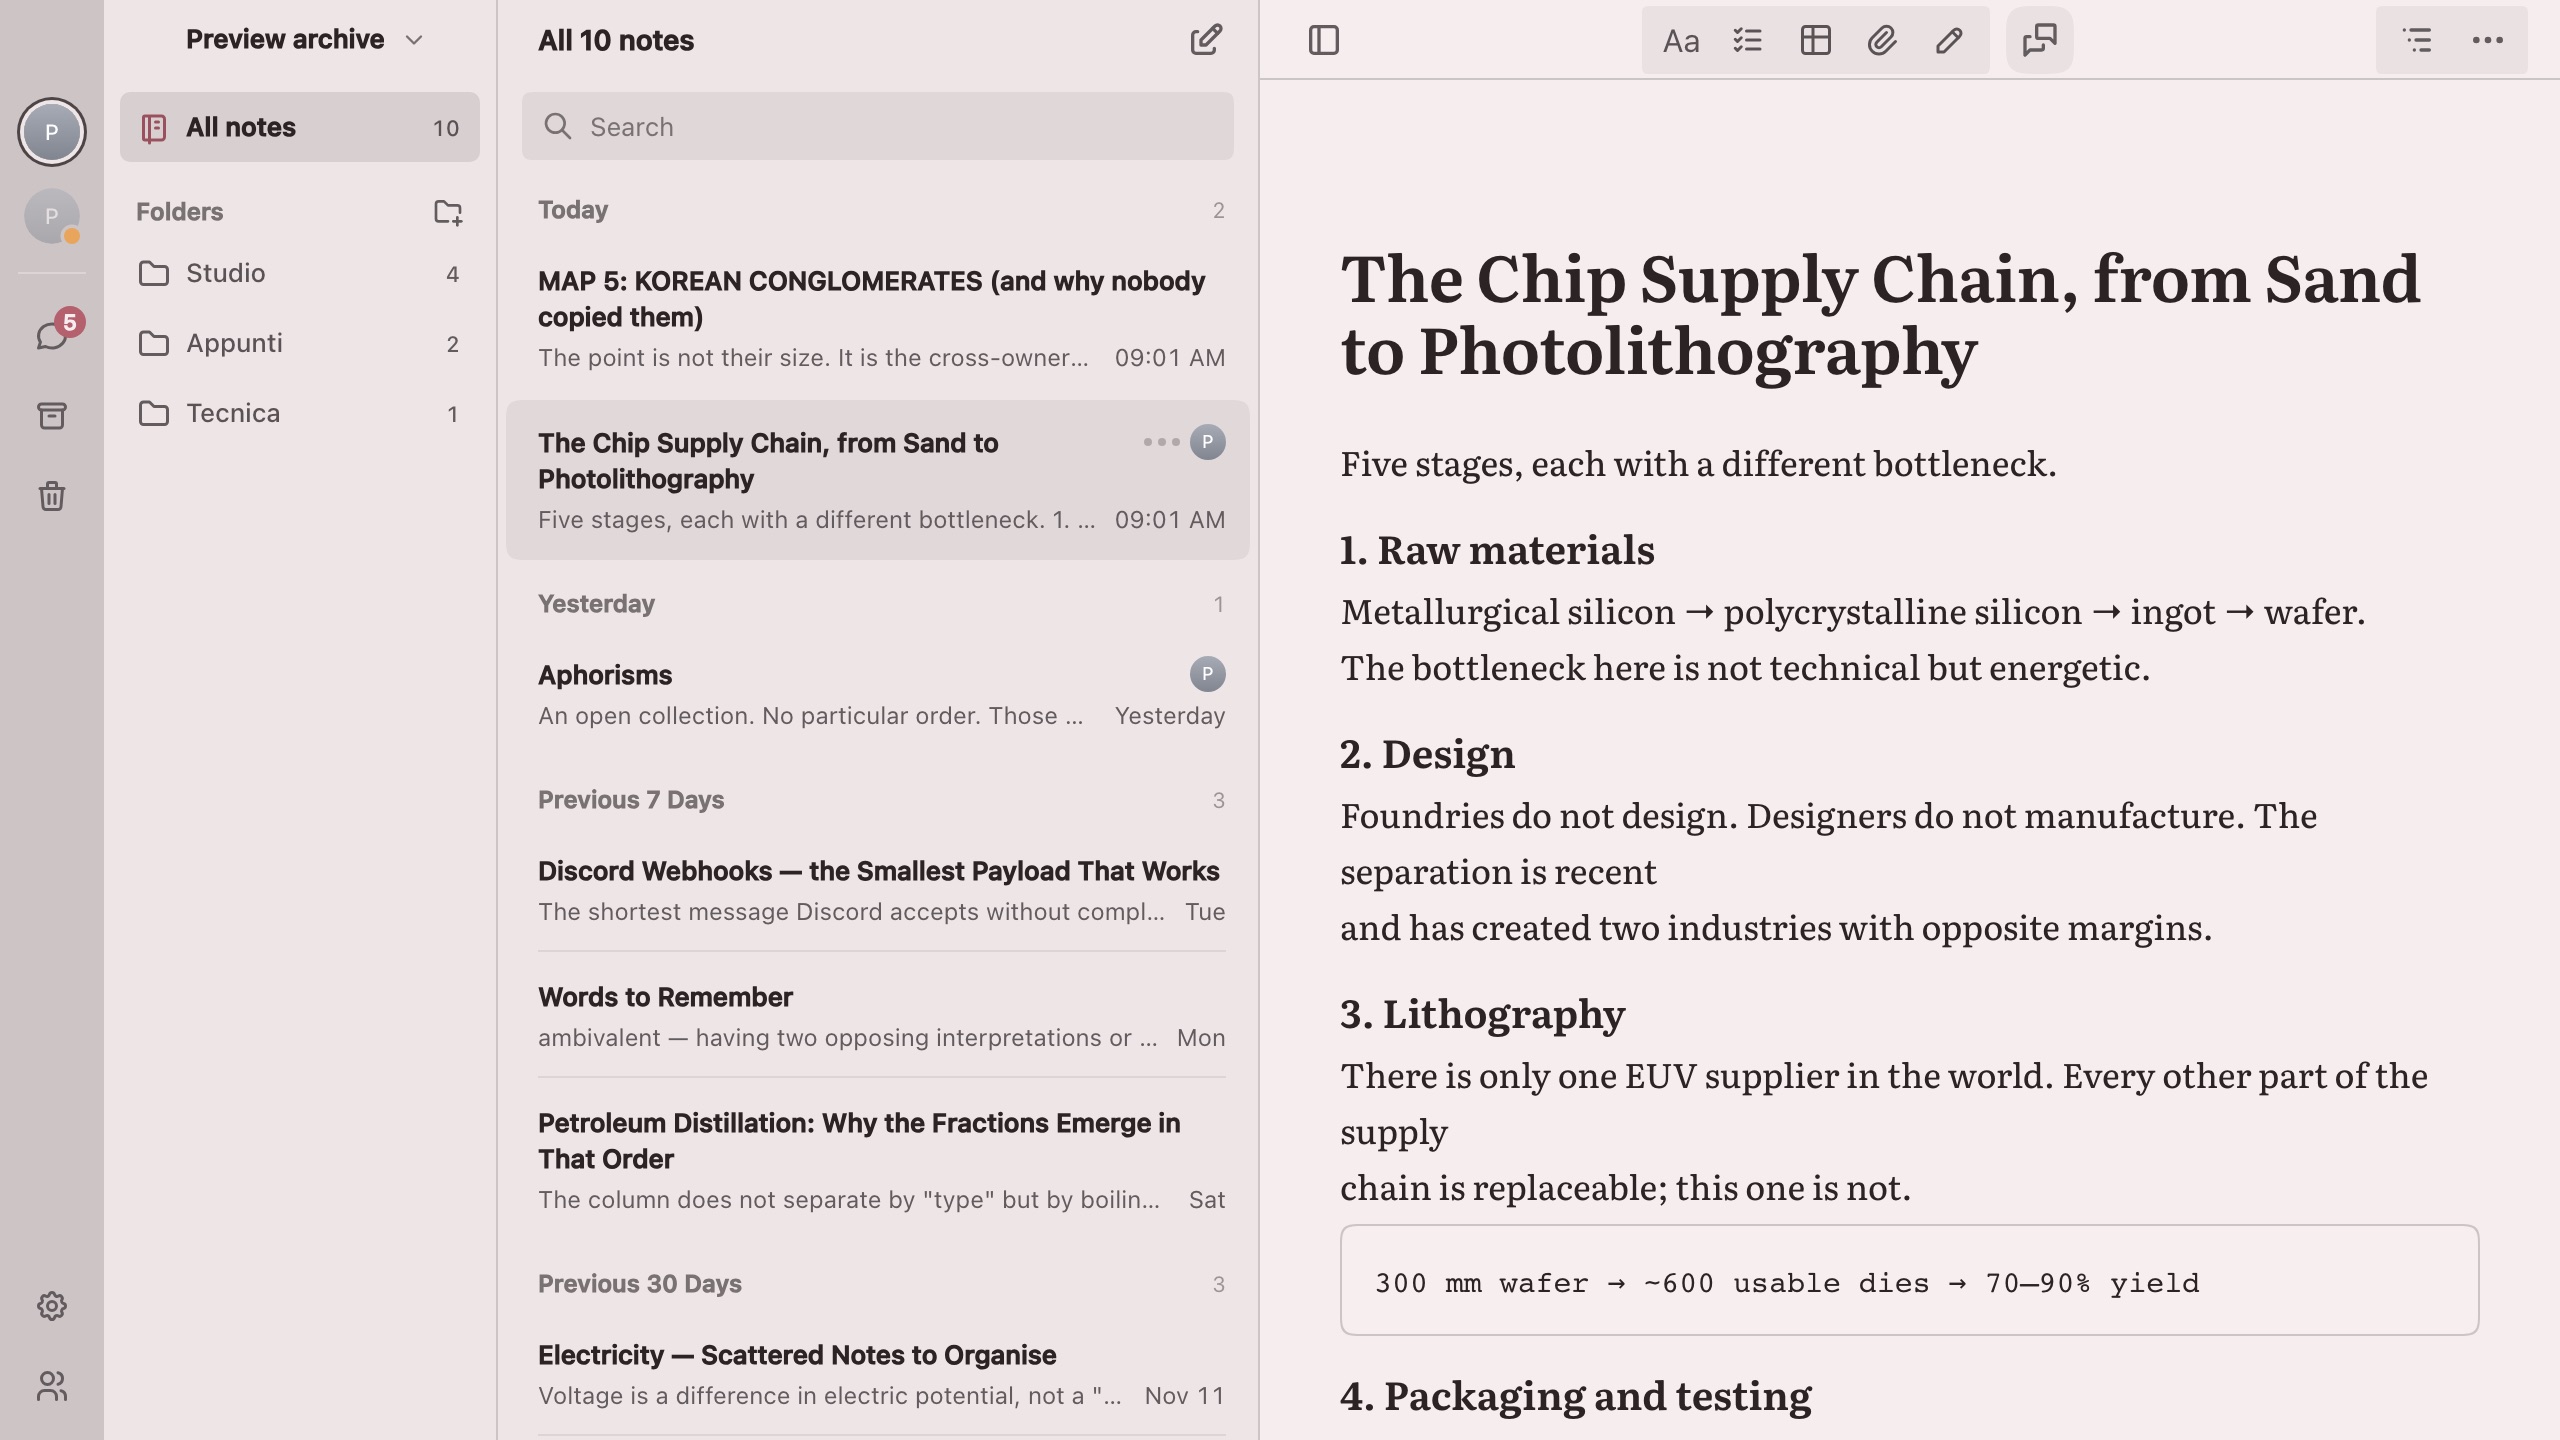 Preview archive
All notes 10
Folders
Studio 4
Appunti 2
Tecnica 1
P
P
5
All 10 notes
Search
Today 2
MAP 5: KOREAN CONGLOMERATES (and why nobody
copied them)
The point is not their size. It is the cross-owner... 09:01 AM
The Chip Supply Chain, from Sand to
Photolithography
P
Five stages, each with a different bottleneck. 1. ... 09:01 AM
Yesterday 1
Aphorisms
P
An open collection. No particular order. Those ... Yesterday
Previous 7 Days 3
Discord Webhooks — the Smallest Payload That Works
The shortest message Discord accepts without compl... Tue
Words to Remember
ambivalent — having two opposing interpretations or ... Mon
Petroleum Distillation: Why the Fractions Emerge in
That Order
The column does not separate by "type" but by boilin... Sat
Previous 30 Days 3
Electricity — Scattered Notes to Organise
Voltage is a difference in electric potential, not a "... Nov 11
Aa
The Chip Supply Chain, from Sand
to Photolithography
Five stages, each with a different bottleneck.
1. Raw materials
Metallurgical silicon → polycrystalline silicon → ingot → wafer.
The bottleneck here is not technical but energetic.
2. Design
Foundries do not design. Designers do not manufacture. The
separation is recent
and has created two industries with opposite margins.
3. Lithography
There is only one EUV supplier in the world. Every other part of the
supply
chain is replaceable; this one is not.
300 mm wafer → ~600 usable dies → 70–90% yield
4. Packaging and testing